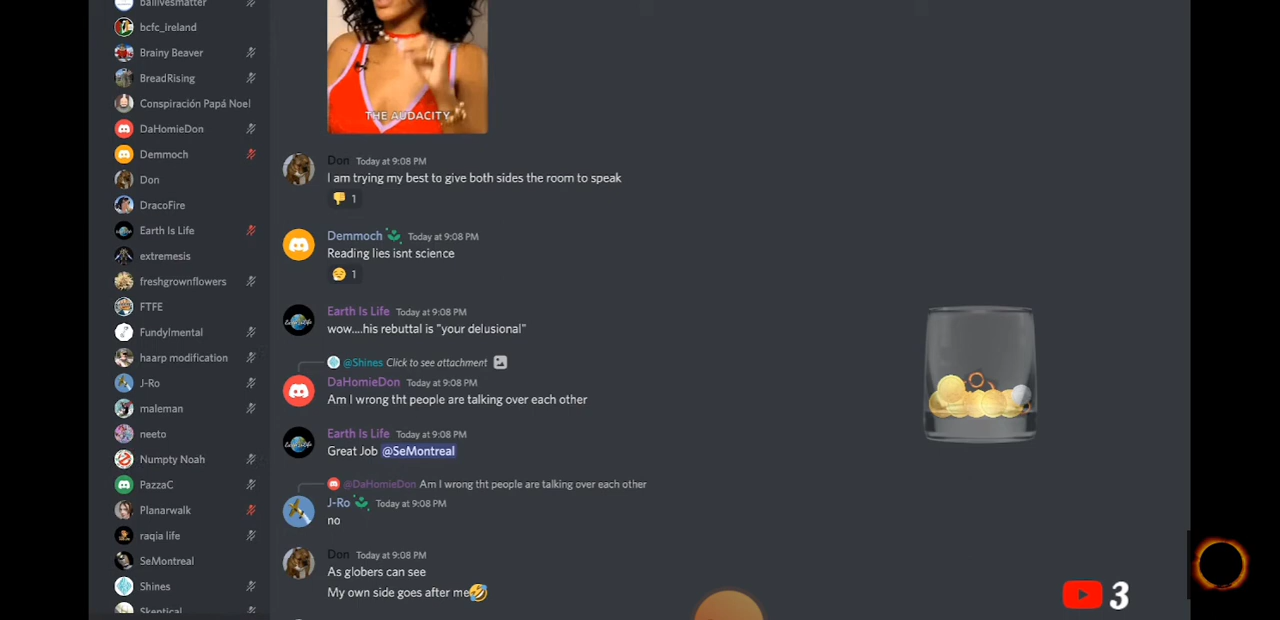 ballivesmatter
bcfc_ireland
Brainy Beaver
BreadRising
Conspiración Papá Noel
DaHomieDon
Demmoch
Don
DracoFire
Earth Is Life
extremesis
freshgrownflowers
FTFE
Fundylmental
haarp modification
J-Ro
maleman
neeto
Numpty Noah
PazzaC
Planarwalk
raqia life
SeMontreal
Shines
Skeptical
THE AUDACITY
Don Today at 9:08 PM
I am trying my best to give both sides the room to speak
👎 1
Demmoch Today at 9:08 PM
Reading lies isnt science
1
Earth Is Life Today at 9:08 PM
wow....his rebuttal is "your delusional"
@Shines Click to see attachment
DaHomieDon Today at 9:08 PM
Am I wrong tht people are talking over each other
Earth Is Life Today at 9:08 PM
Great Job @SeMontreal
@DaHomieDon Am I wrong tht people are talking over each other
J-Ro Today at 9:08 PM
no
Don Today at 9:08 PM
As globers can see
My own side goes after me🤣
3